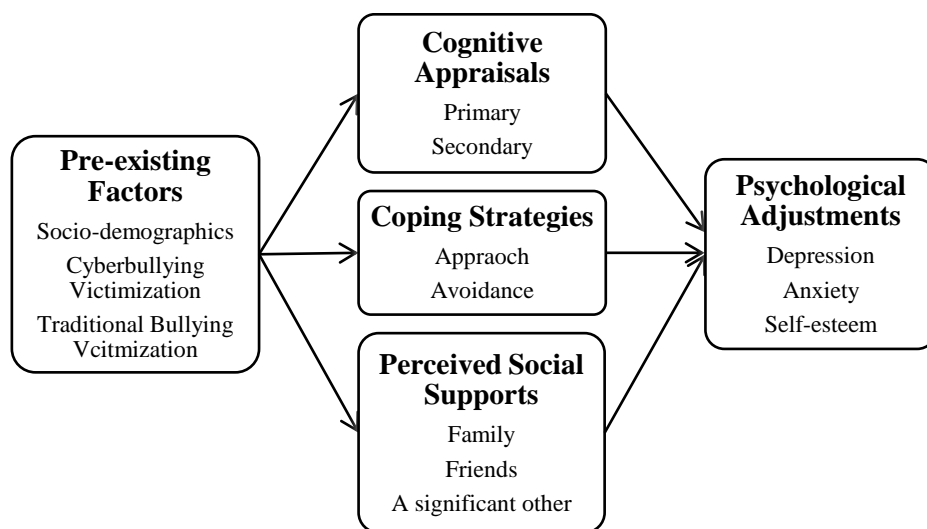 Pre-existing
Factors
Socio-demographics
Cyberbullying
Victimization
Traditional Bullying
Vcitmization
Cognitive
Appraisals
Primary
Secondary
Coping Strategies
Appraoch
Avoidance
Perceived Social
Supports
Family
Friends
A significant other
Psychological
Adjustments
Depression
Anxiety
Self-esteem